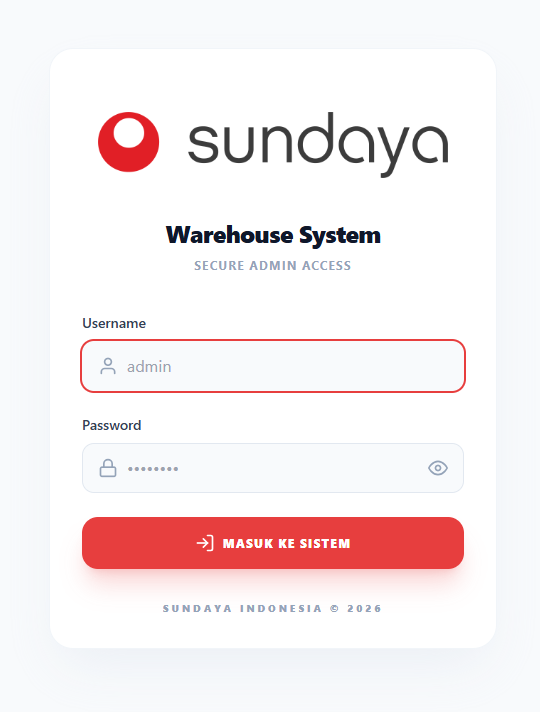 sundaya
Warehouse System
SECURE ADMIN ACCESS
Username
admin
Password
••••••••
MASUK KE SISTEM
SUNDAYA INDONESIA © 2026